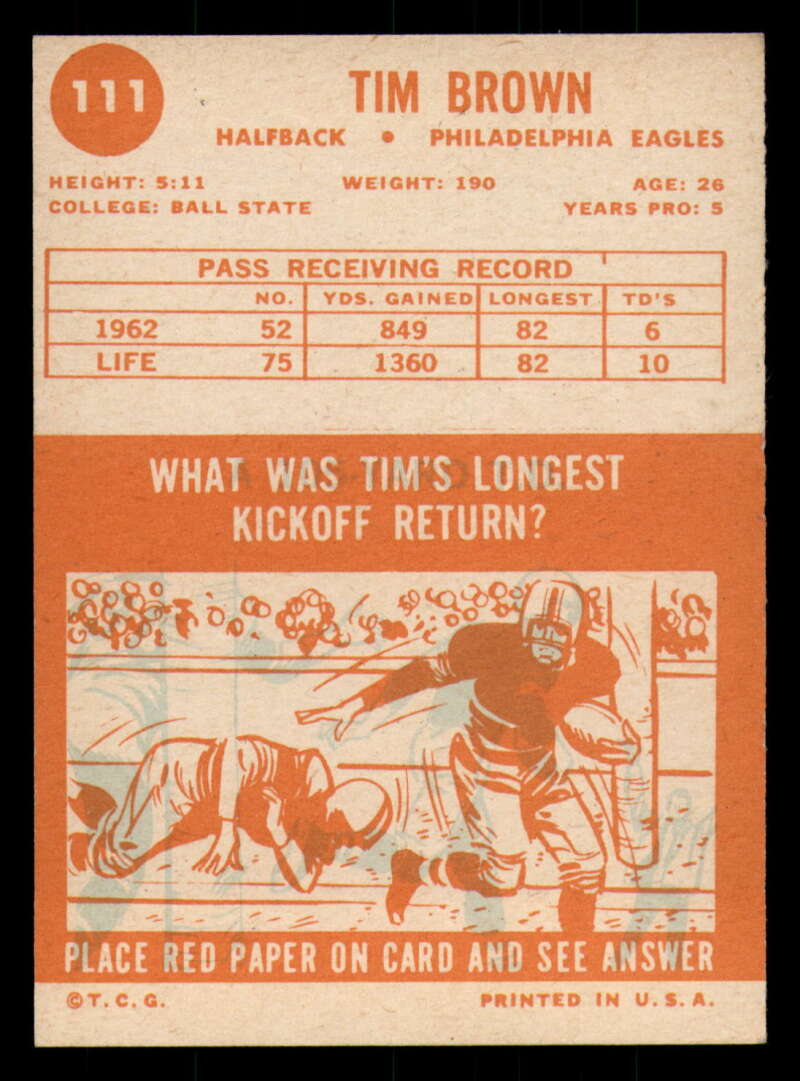 111
TIM BROWN
HALFBACK • PHILADELPHIA EAGLES
HEIGHT: 5:11 WEIGHT: 190 AGE: 26
COLLEGE: BALL STATE YEARS PRO: 5
PASS RECEIVING RECORD
NO. YDS. GAINED LONGEST TD'S
1962 52 849 82 6
LIFE 75 1360 82 10
WHAT WAS TIM'S LONGEST
KICKOFF RETURN?
PLACE RED PAPER ON CARD AND SEE ANSWER
©T.C.G. PRINTED IN U.S.A.